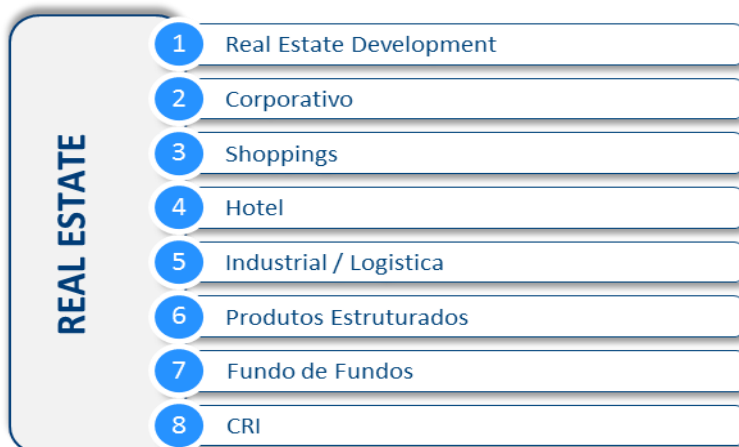 REAL ESTATE
1 Real Estate Development
2 Corporativo
3 Shoppings
4 Hotel
5 Industrial / Logistica
6 Produtos Estruturados
7 Fundo de Fundos
8 CRI